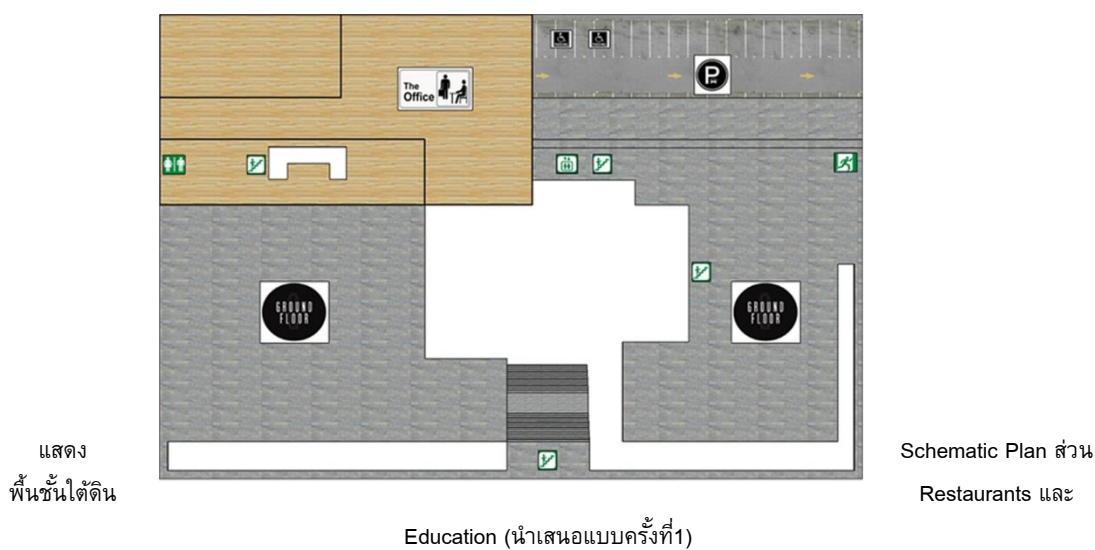 The
Office
P
GROUND
FLOOR
GROUND
FLOOR
แสดง Schematic Plan ส่วน
พื้นชั้นใต้ดิน Restaurants และ
Education (นำเสนอแบบครั้งที่1)